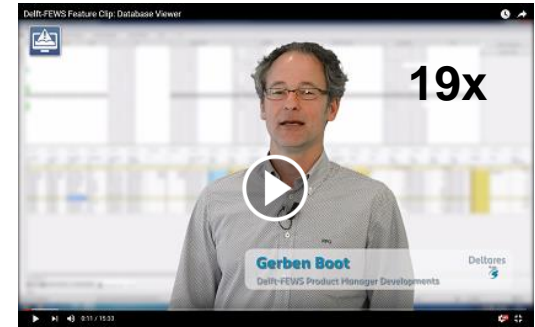 Delft-FEWS Feature Clip: Database Viewer
19x
Gerben Boot
Deltares
Delft-FEWS Product Manager Developments
0:11 / 15:33